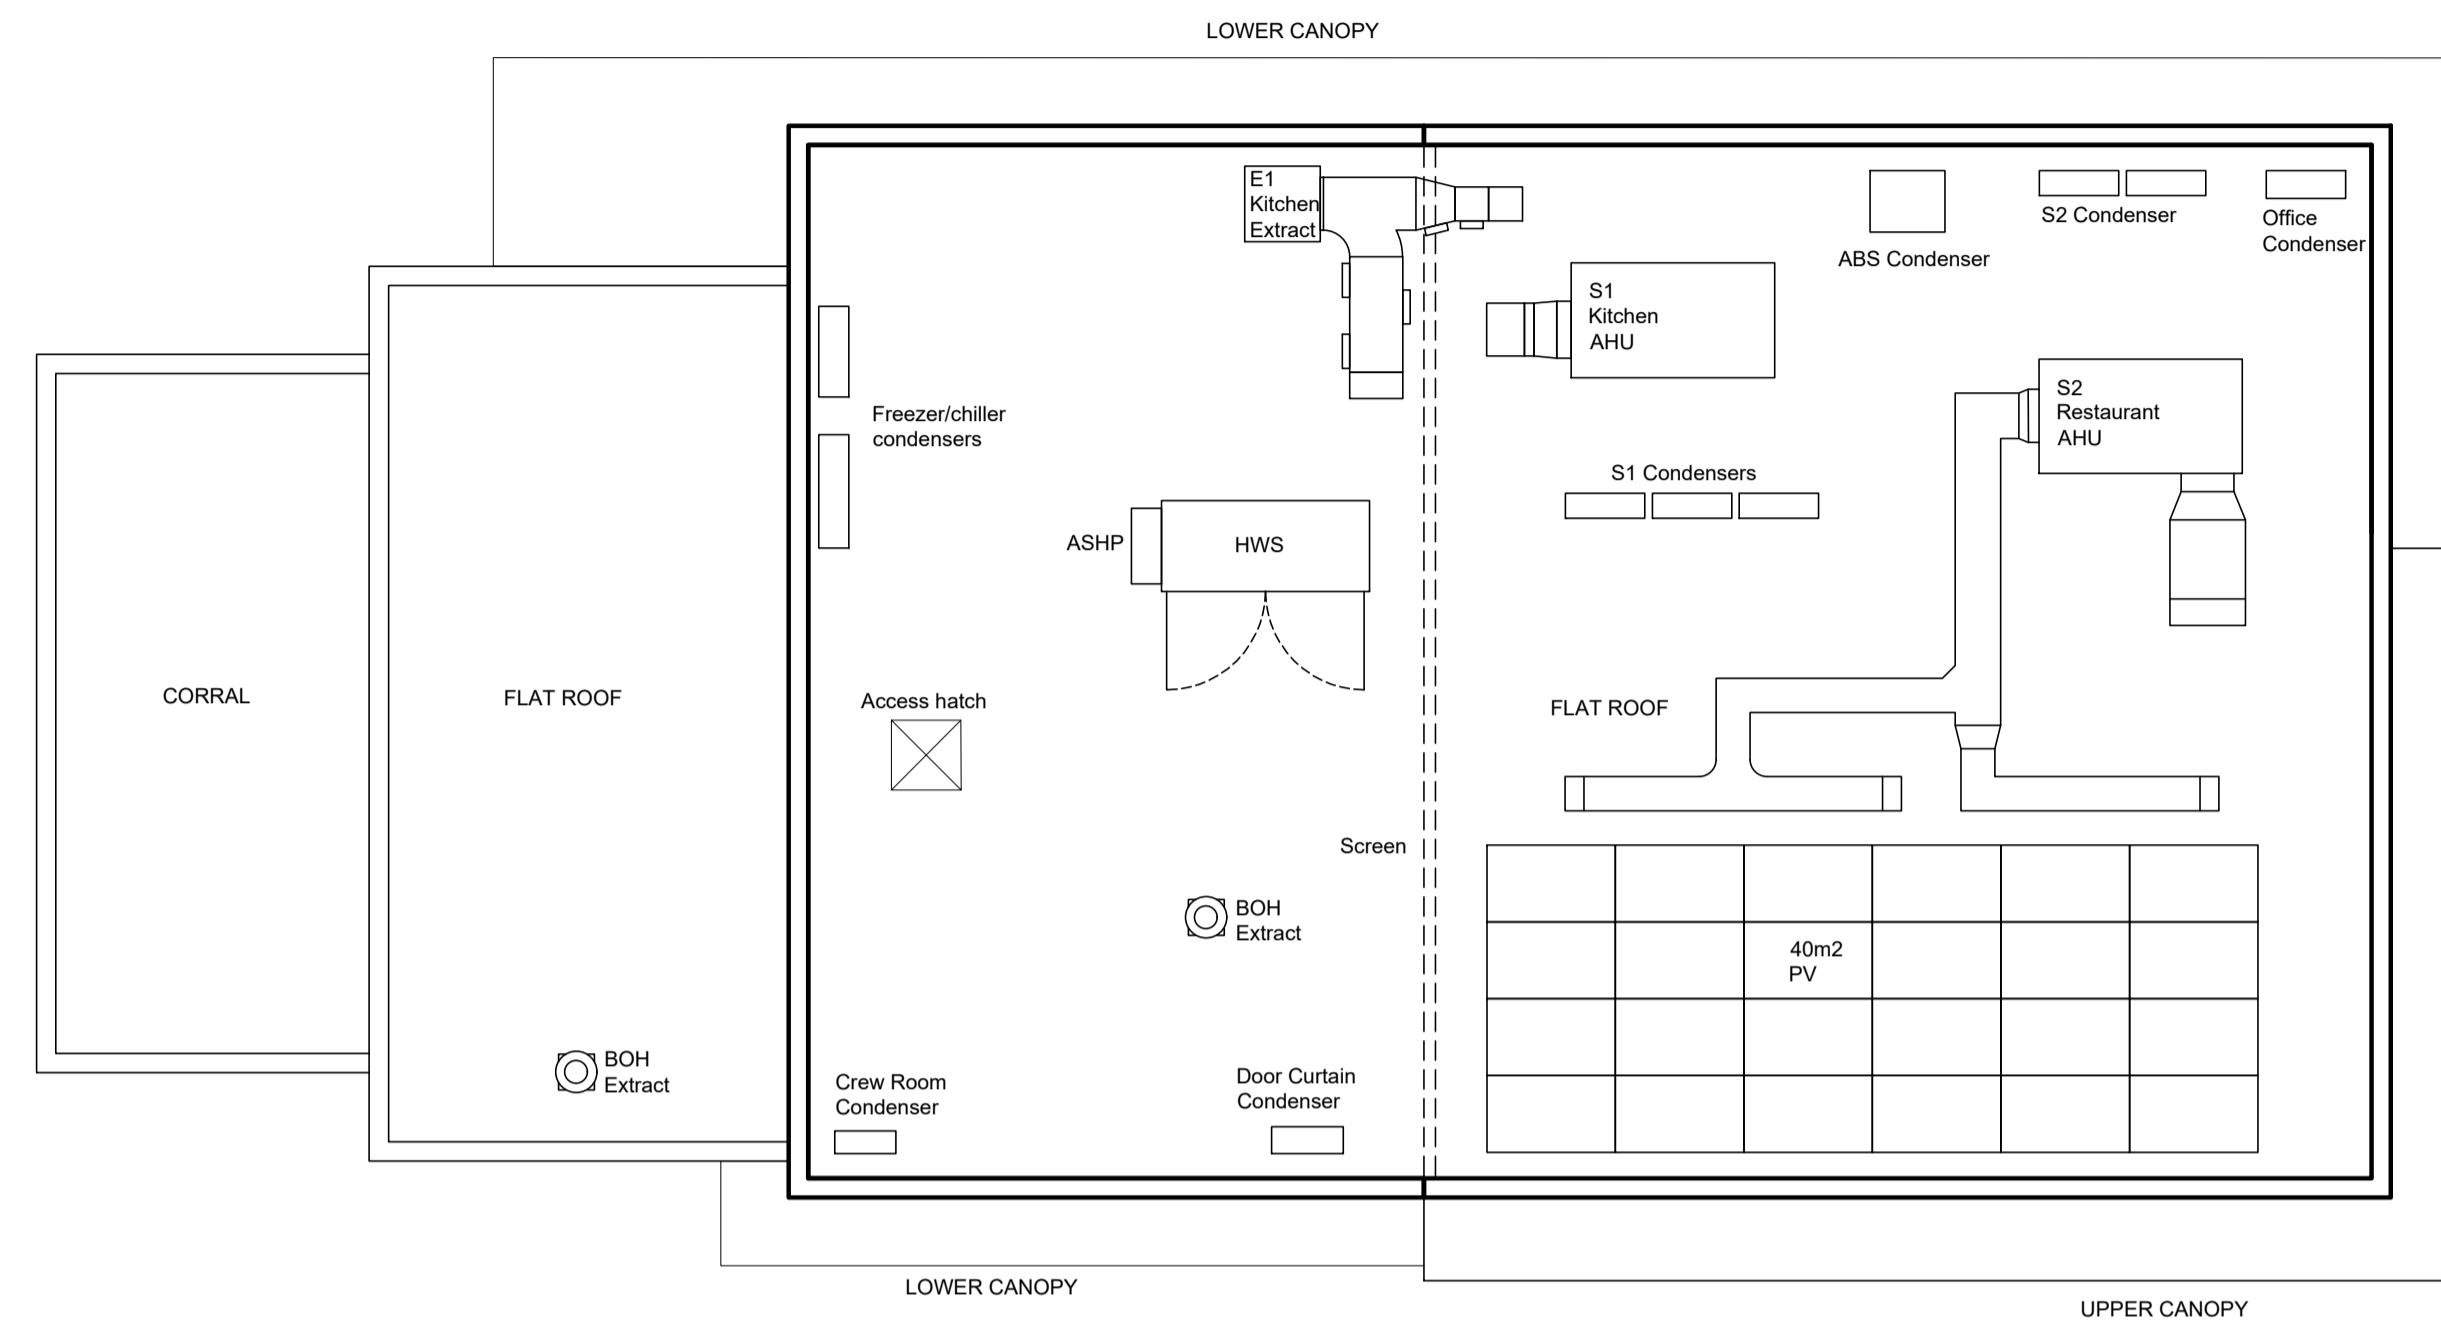 LOWER CANOPY
E1
Kitchen
Extract
S2 Condenser
Office
Condenser
ABS Condenser
S1
Kitchen
AHU
S2
Restaurant
AHU
Freezer/chiller
condensers
S1 Condensers
ASHP
HWS
CORRAL
FLAT ROOF
Access hatch
FLAT ROOF
Screen
BOH
Extract
40m2
PV
BOH
Extract
Crew Room
Condenser
Door Curtain
Condenser
LOWER CANOPY
UPPER CANOPY